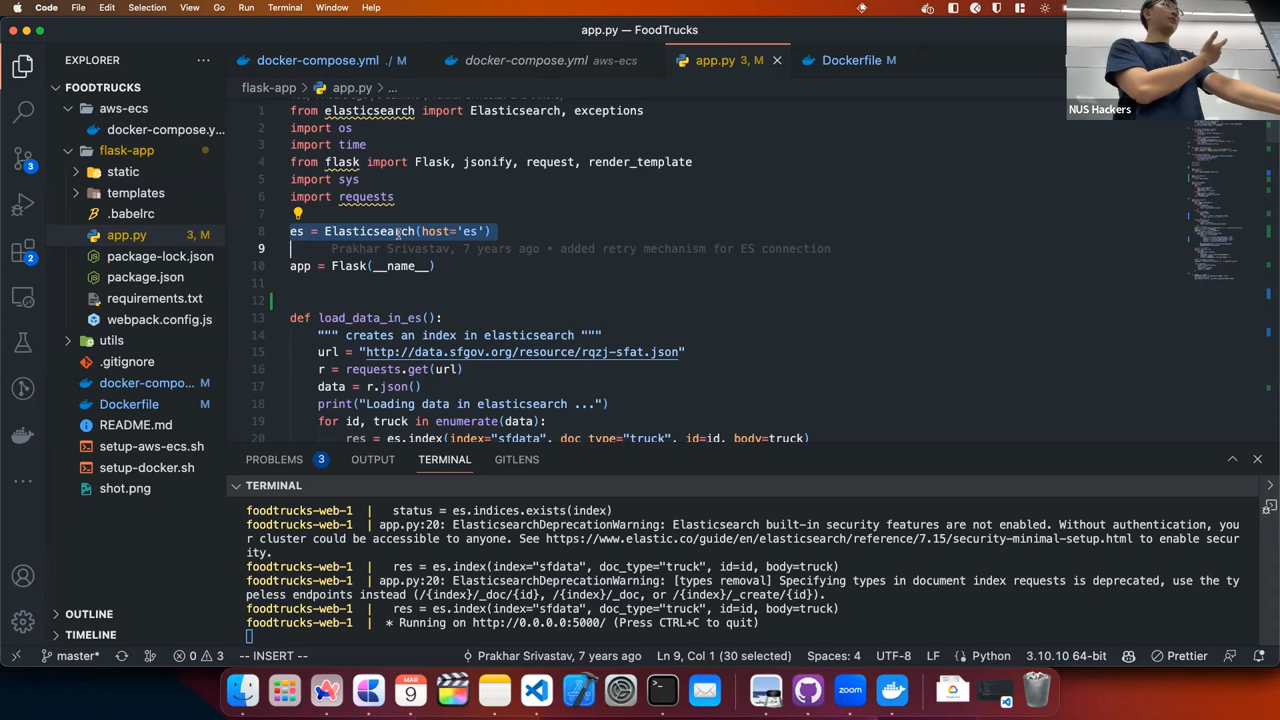 Code File Edit Selection View Go Run Terminal Window Help
app.py — FoodTrucks
EXPLORER
docker-compose.yml ./ M
docker-compose.yml aws-ecs
app.py 3, M
Dockerfile M
flask-app > app.py > ...
FOODTRUCKS
aws-ecs
docker-compose.y...
flask-app
static
templates
.babelrc
app.py 3, M
package-lock.json
package.json
requirements.txt
webpack.config.js
utils
.gitignore
docker-compo... M
Dockerfile M
README.md
setup-aws-ecs.sh
setup-docker.sh
shot.png
OUTLINE
TIMELINE
3
2
1 from elasticsearch import Elasticsearch, exceptions
2 import os
3 import time
4 from flask import Flask, jsonify, request, render_template
5 import sys
6 import requests
7
8 es = Elasticsearch(host='es')
9 Prakhar Srivastav, 7 years ago • added retry mechanism for ES connection
10 app = Flask(__name__)
11
12
13 def load_data_in_es():
14 """ creates an index in elasticsearch """
15 url = "http://data.sfgov.org/resource/rqzj-sfat.json"
16 r = requests.get(url)
17 data = r.json()
18 print("Loading data in elasticsearch ...")
19 for id, truck in enumerate(data):
20 res = es.index(index="sfdata", doc_type="truck", id=id, body=truck)
NUS Hackers
PROBLEMS 3 OUTPUT TERMINAL GITLENS
TERMINAL
foodtrucks-web-1 | status = es.indices.exists(index)
foodtrucks-web-1 | app.py:20: ElasticsearchDeprecationWarning: Elasticsearch built-in security features are not enabled. Without authentication, you
r cluster could be accessible to anyone. See https://www.elastic.co/guide/en/elasticsearch/reference/7.15/security-minimal-setup.html to enable secur
ity.
foodtrucks-web-1 | res = es.index(index="sfdata", doc_type="truck", id=id, body=truck)
foodtrucks-web-1 | app.py:20: ElasticsearchDeprecationWarning: [types removal] Specifying types in document index requests is deprecated, use the ty
peless endpoints instead (/{index}/_doc/{id}, /{index}/_doc, or /{index}/_create/{id}).
foodtrucks-web-1 | res = es.index(index="sfdata", doc_type="truck", id=id, body=truck)
foodtrucks-web-1 | * Running on http://0.0.0.0:5000/ (Press CTRL+C to quit)
master* 0 3 -- INSERT -- Prakhar Srivastav, 7 years ago Ln 9, Col 1 (30 selected) Spaces: 4 UTF-8 LF Python 3.10.10 64-bit Prettier
MAR
9
zoom